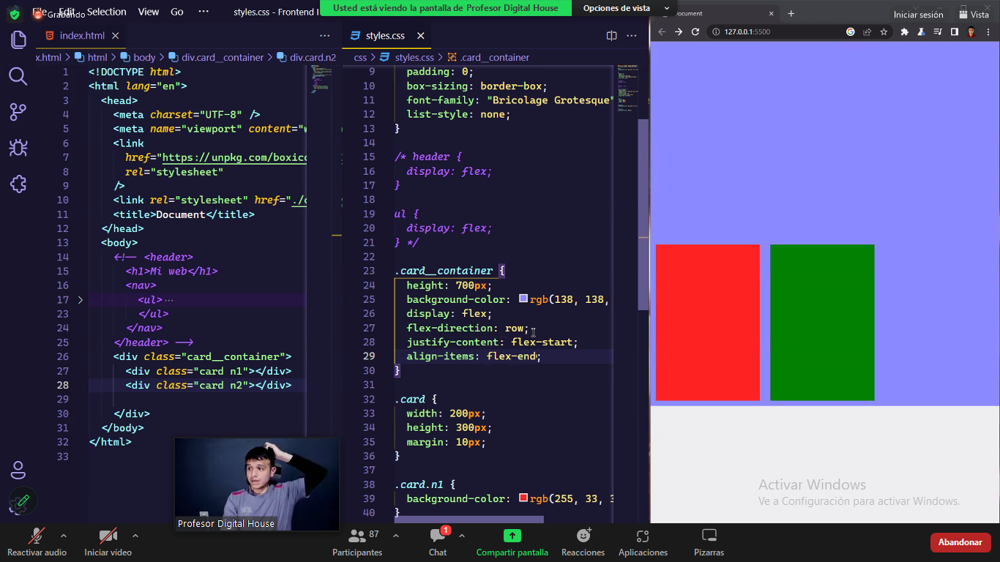 File Edit Selection View Go ···
Grabando
styles.css - Frontend I
Usted está viendo la pantalla de Profesor Digital House
Opciones de vista
Document
Iniciar sesión
Vista
127.0.0.1:5500
index.html
x.html > html > body > div.card__container > div.card.n2
1 <!DOCTYPE html>
2 <html lang="en">
3 <head>
4 <meta charset="UTF-8" />
5 <meta name="viewport" content="w
6 <link
7 href="https://unpkg.com/boxico
8 rel="stylesheet"
9 />
10 <link rel="stylesheet" href="./c
11 <title>Document</title>
12 </head>
13 <body>
14 <!-- <header>
15 <h1>Mi web</h1>
16 <nav>
17 <ul>···
23 </ul>
24 </nav>
25 </header> -->
26 <div class="card__container">
27 <div class="card n1"></div>
28 <div class="card n2"></div>
29
30 </div>
31 </body>
32 </html>
33
styles.css
css > styles.css > .card__container
9 padding: 0;
10 box-sizing: border-box;
11 font-family: "Bricolage Grotesque"
12 list-style: none;
13 }
14
15 /* header {
16 display: flex;
17 }
18
19 ul {
20 display: flex;
21 } */
22
23 .card__container {
24 height: 700px;
25 background-color: rgb(138, 138,
26 display: flex;
27 flex-direction: row;
28 justify-content: flex-start;
29 align-items: flex-end;
30 }
31
32 .card {
33 width: 200px;
34 height: 300px;
35 margin: 10px;
36 }
37
38 .card.n1 {
39 background-color: rgb(255, 33, 3
40 }
Activar Windows
Ve a Configuración para activar Windows.
Profesor Digital House
Reactivar audio
Iniciar vídeo
87
Participantes
1
Chat
Compartir pantalla
Reacciones
Aplicaciones
Pizarras
Abandonar